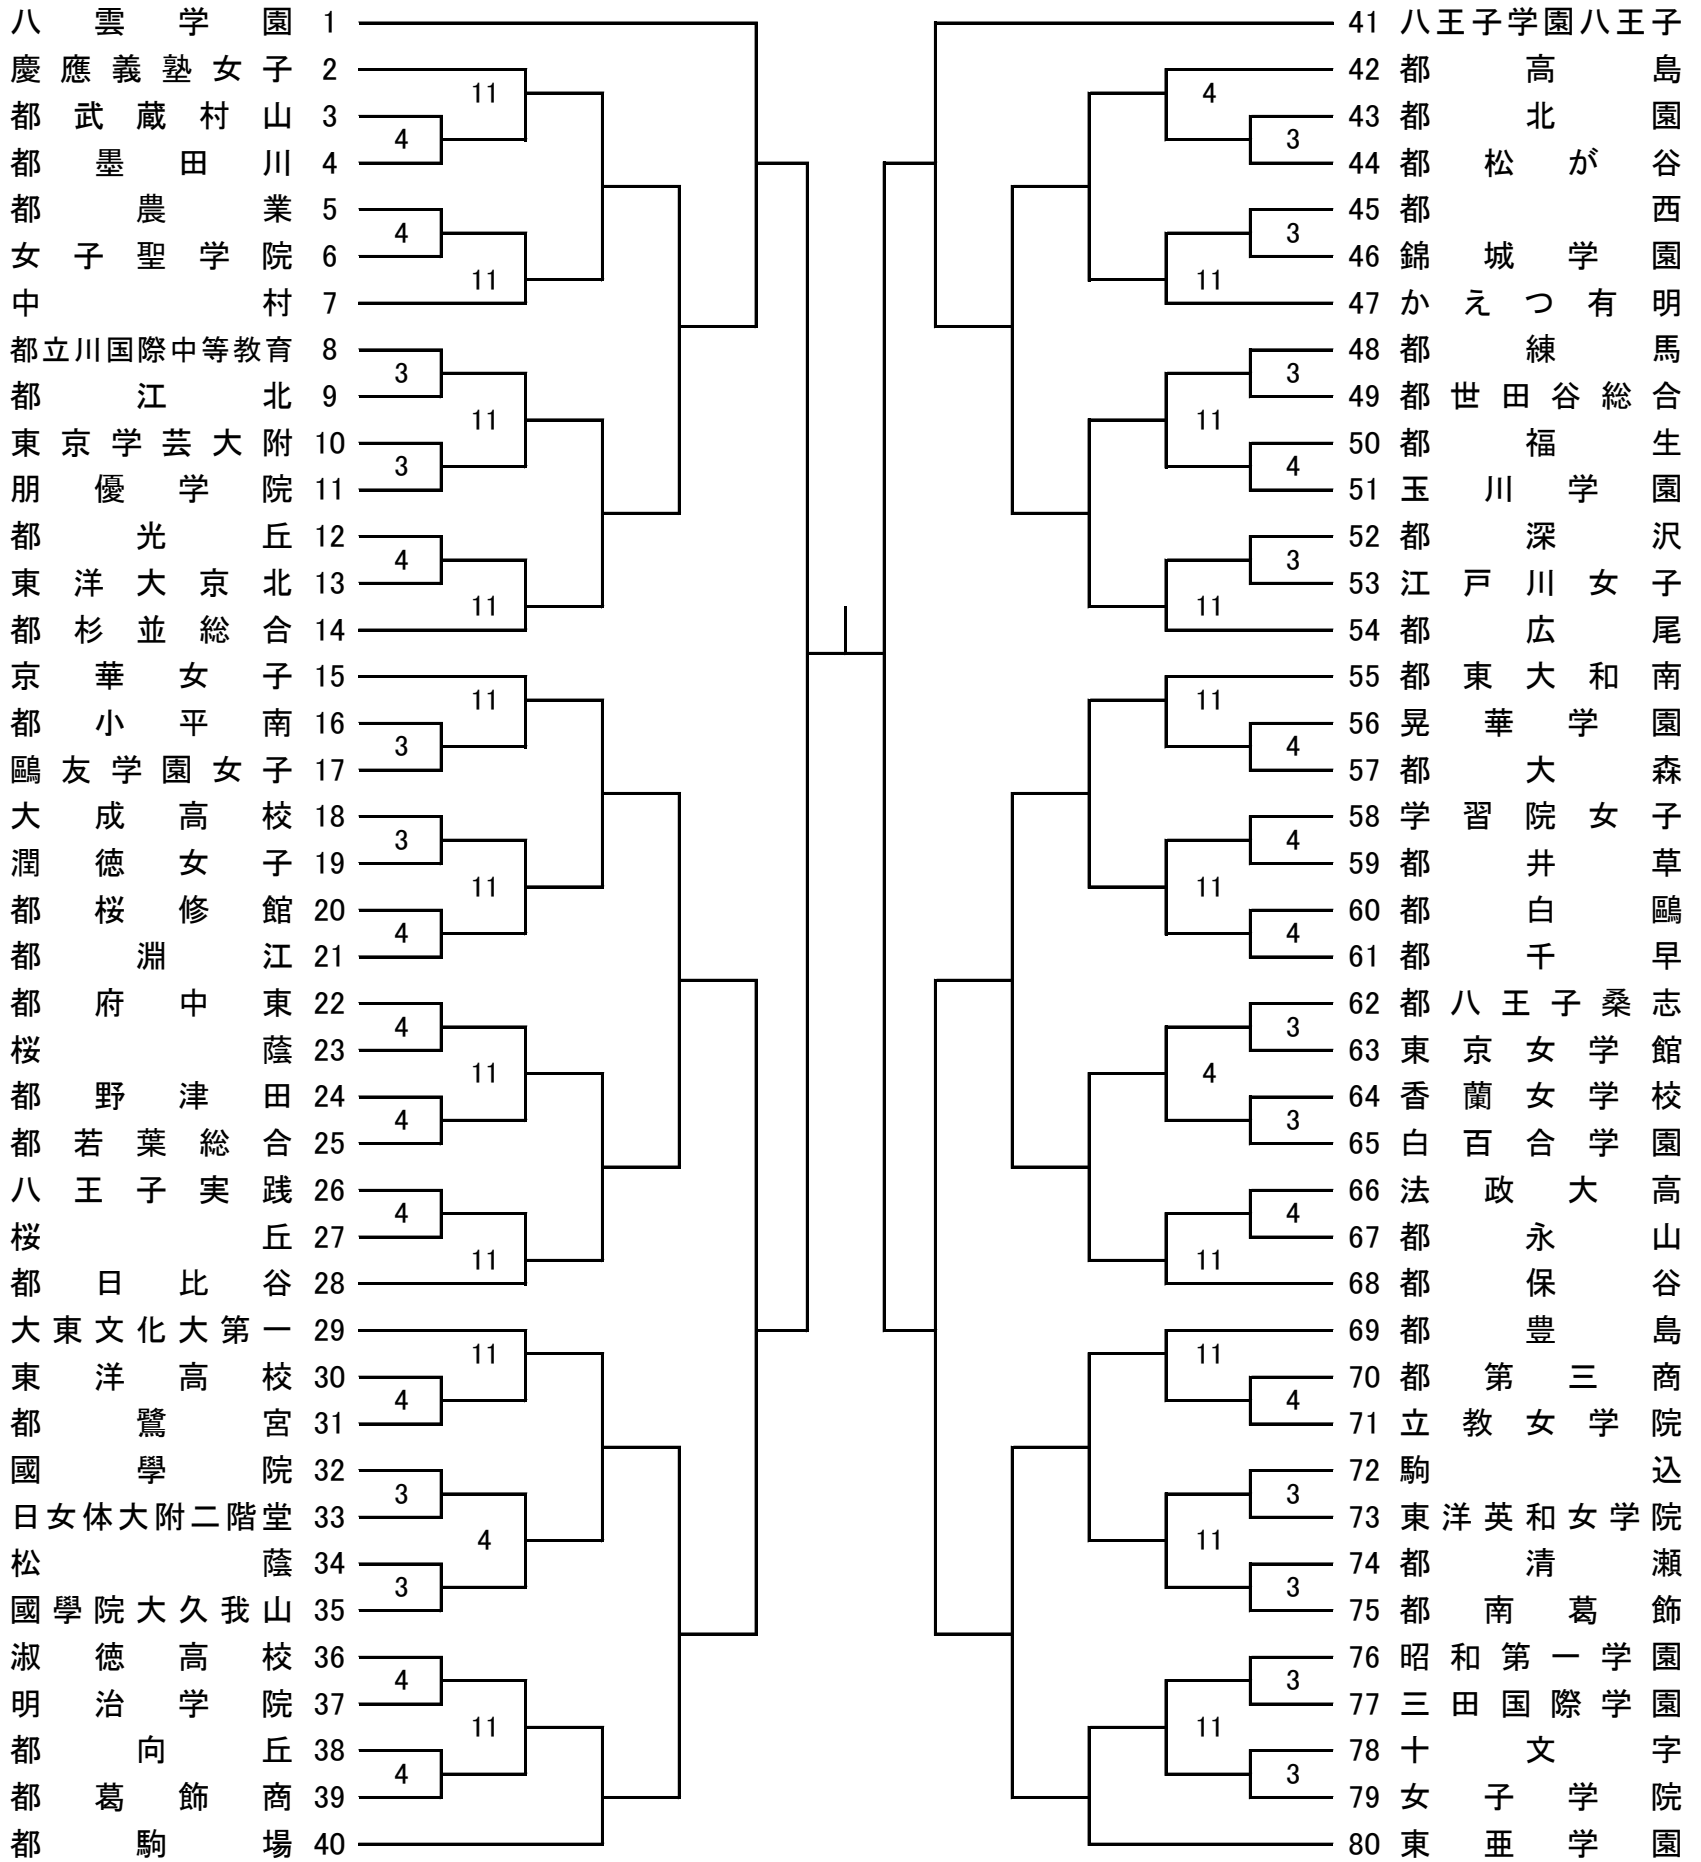 八雲学園 1
慶應義塾女子 2
11
都武蔵村山 3
4
都墨田川 4
都農業 5
4
女子聖学院 6
11
中村 7
都立川国際中等教育 8
3
都江北 9
11
東京学芸大附 10
3
朋優学院 11
都光丘 12
4
東洋大京北 13
11
都杉並総合 14
京華女子 15
11
都小平南 16
3
鷗友学園女子 17
大成高校 18
3
潤徳女子 19
11
都桜修館 20
4
都淵江 21
都府中東 22
4
桜蔭 23
11
都野津田 24
4
都若葉総合 25
八王子実践 26
4
桜丘 27
11
都日比谷 28
大東文化大第一 29
11
東洋高校 30
4
都鷺宮 31
國學院 32
3
日女体大附二階堂 33
4
松蔭 34
3
國學院大久我山 35
淑徳高校 36
4
明治学院 37
11
都向丘 38
4
都葛飾商 39
都駒場 40
41 八王子学園八王子
42 都高島
4
43 都北園
3
44 都松が谷
45 都西
3
46 錦城学園
11
47 かえつ有明
48 都練馬
3
49 都世田谷総合
11
50 都福生
4
51 玉川学園
52 都深沢
3
53 江戸川女子
11
54 都広尾
55 都東大和南
11
56 晃華学園
4
57 都大森
58 学習院女子
4
59 都井草
11
60 都白鷗
4
61 都千早
62 都八王子桑志
3
63 東京女学館
4
64 香蘭女学校
3
65 白百合学園
66 法政大高
4
67 都永山
11
68 都保谷
69 都豊島
11
70 都第三商
4
71 立教女学院
72 駒込
3
73 東洋英和女学院
11
74 都清瀬
3
75 都南葛飾
76 昭和第一学園
3
77 三田国際学園
11
78 十文字
3
79 女子学院
80 東亜学園